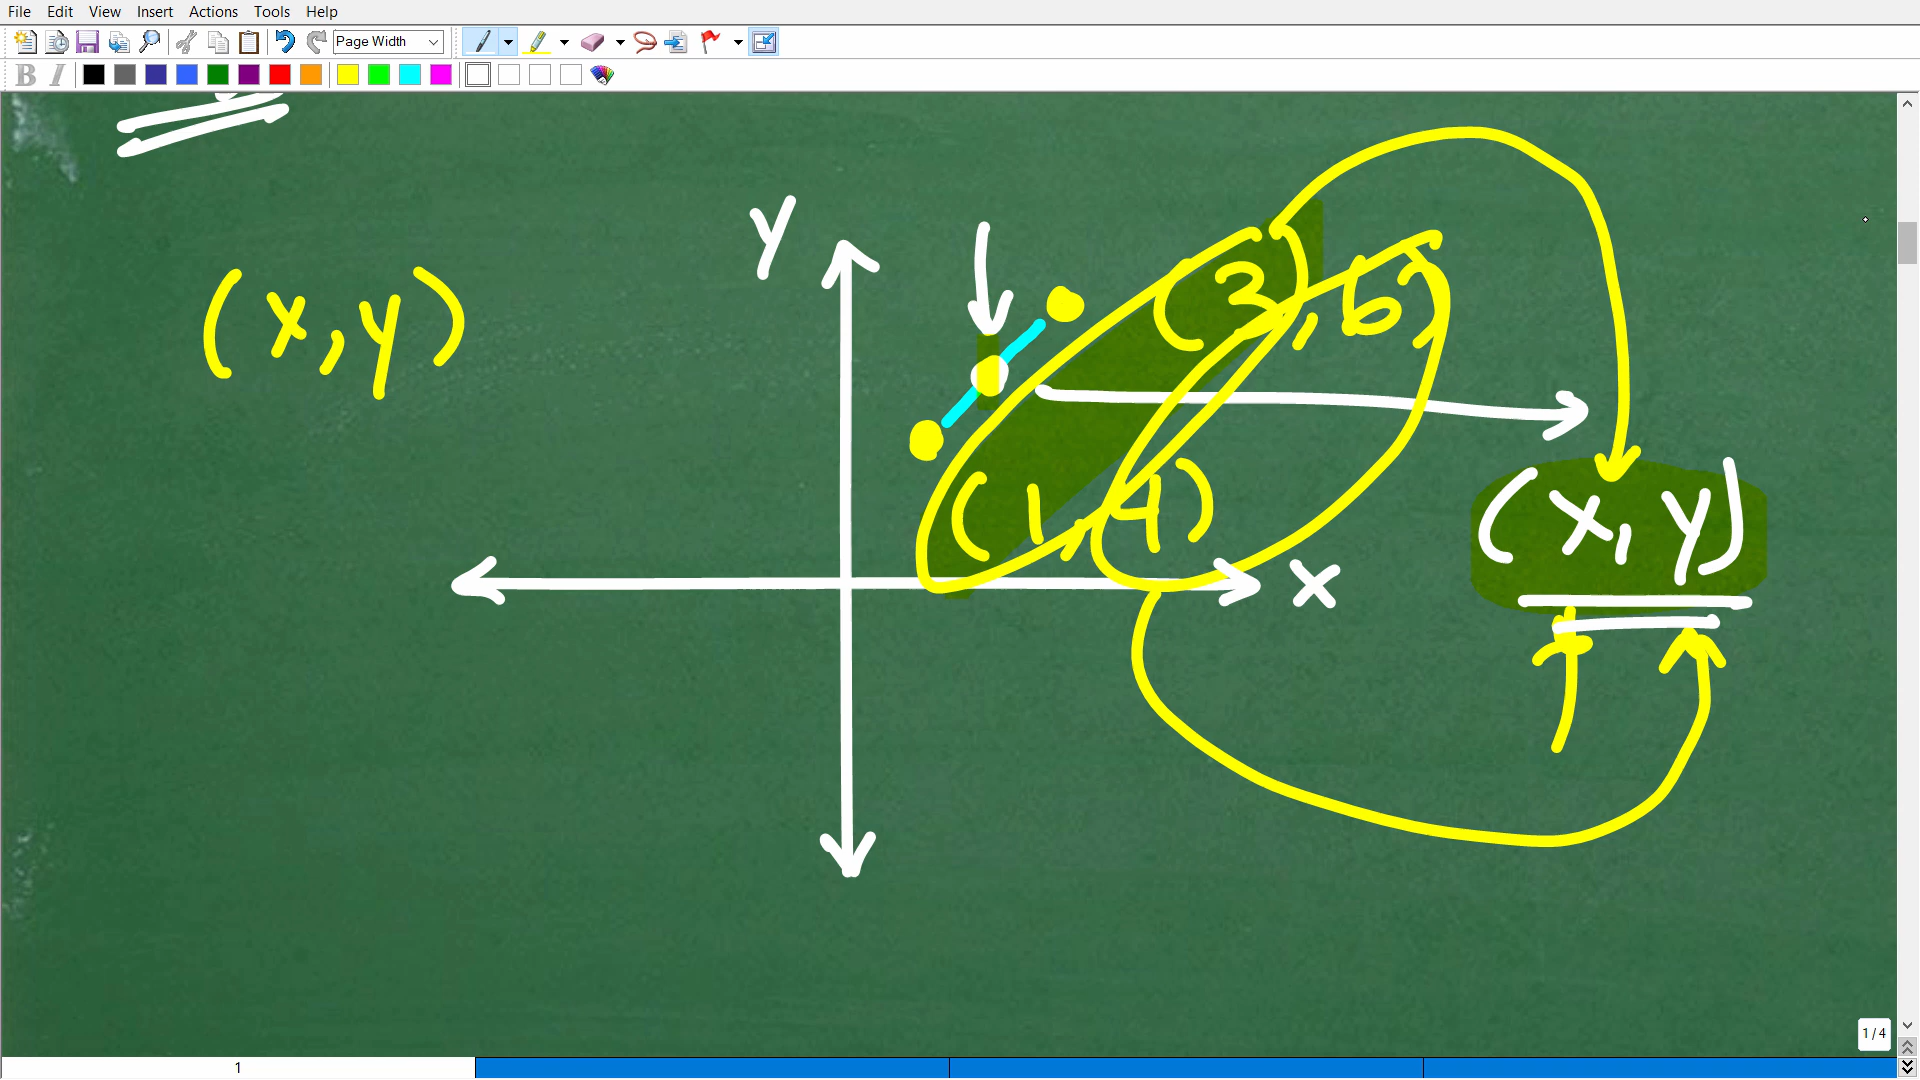 File Edit View Insert Actions Tools Help
Page Width
B I
y
(x,y)
(3,6)
(1,4)
(x,y)
x
1 / 4
1